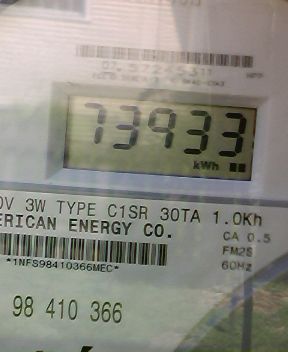 73933
kWh
0V 3W TYPE C1SR 30TA 1.0Kh
ERICAN ENERGY CO. CA 0.5
FM2S
*1NFS98410366MEC* 60Hz
98 410 366